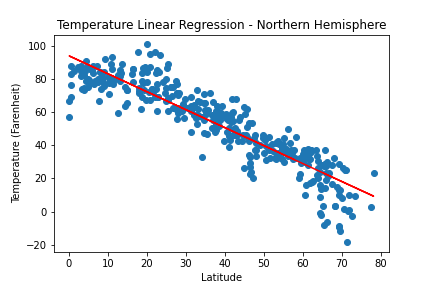 Temperature Linear Regression - Northern Hemisphere
Temperature (Farenheit)
100
80
60
40
20
0
−20
0 10 20 30 40 50 60 70 80
Latitude